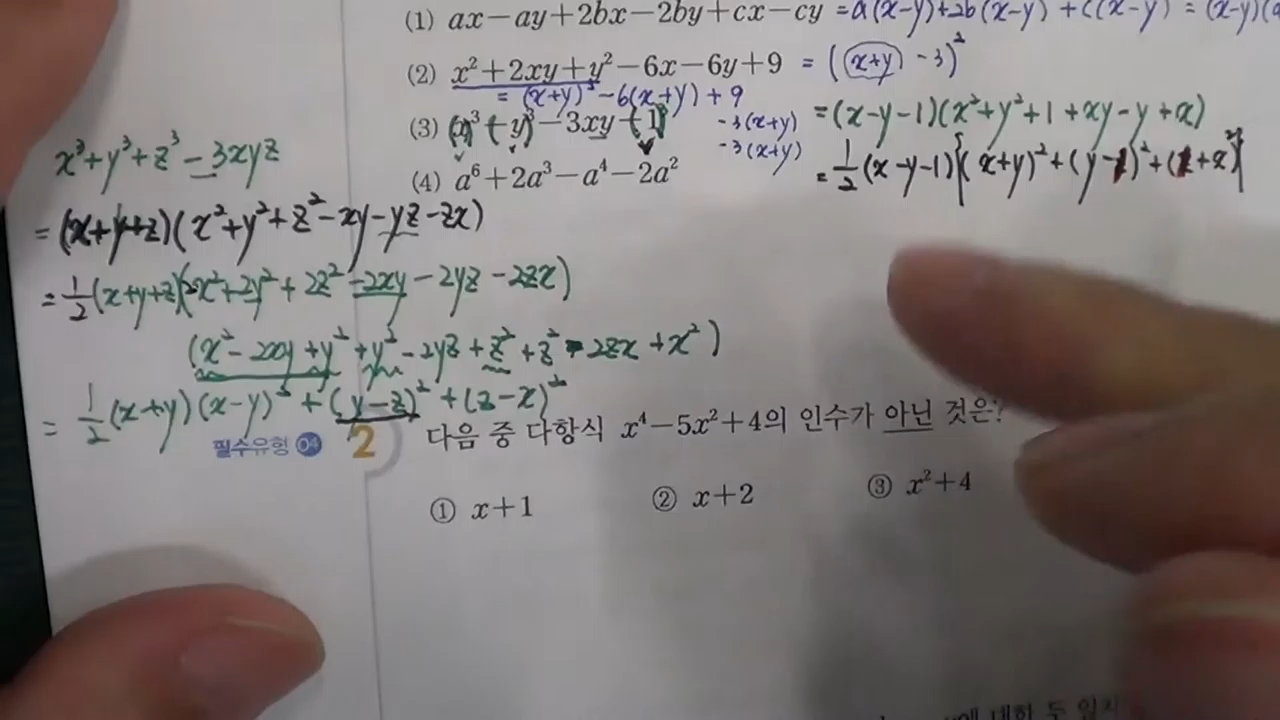 (1) ax-ay+2bx-2by+cx-cy =a(x-y)+2b(x-y)+c(x-y) = (x-y)(a
(2) x²+2xy+y²-6x-6y+9 = ((x+y)-3)²
= (x+y)²-6(x+y)+9
-3(x+y)
-3(x+y)
(3) x³-y³-3xy-1
=(x-y-1)(x²+y²+1+xy-y+x)
=½(x-y-1){(x+y)²+(y-1)²+(1+x)²}
(4) a⁶+2a³-a⁴-2a²
x³+y³+z³-3xyz
=(x+y+z)(x²+y²+z²-xy-yz-zx)
=½(x+y+z)(2x²+2y²+2z²-2xy-2yz-2zx)
(x²-2xy+y²+y²-2yz+z²+z²-2zx+x²)
=½(x+y)(x-y)²+(y-z)²+(z-x)²
필수유형 04 2 다음 중 다항식 x⁴-5x²+4의 인수가 아닌 것은?
① x+1 ② x+2 ③ x²+4